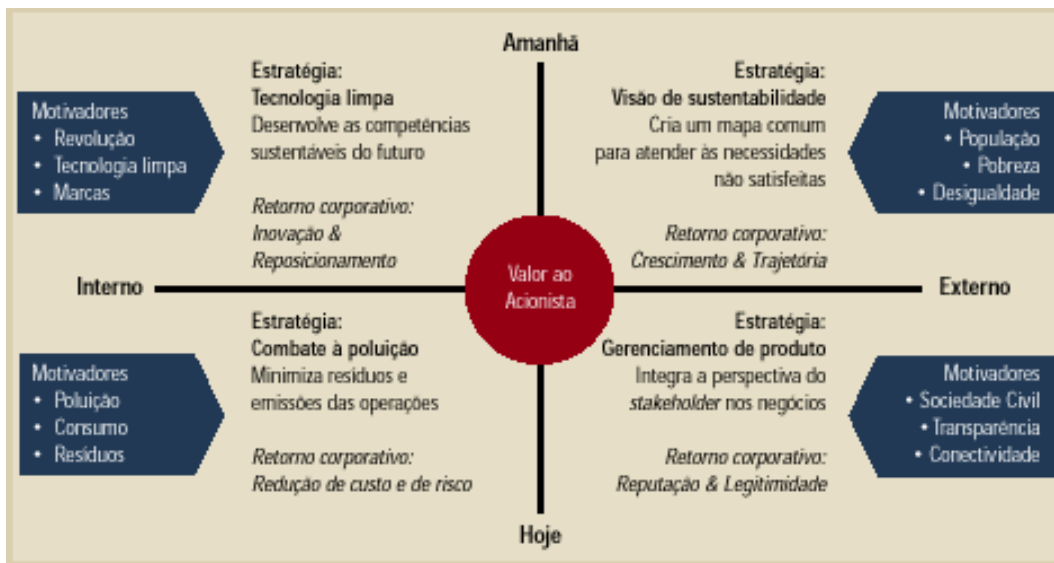 Amanhã
Motivadores
• Revolução
• Tecnologia limpa
• Marcas
Estratégia:
Tecnologia limpa
Desenvolve as competências
sustentáveis do futuro
Retorno corporativo:
Inovação &
Reposicionamento
Estratégia:
Visão de sustentabilidade
Cria um mapa comum
para atender às necessidades
não satisfeitas
Retorno corporativo:
Crescimento & Trajetória
Motivadores
• População
• Pobreza
• Desigualdade
Interno
Valor ao
Acionista
Externo
Motivadores
• Poluição
• Consumo
• Resíduos
Estratégia:
Combate à poluição
Minimiza resíduos e
emissões das operações
Retorno corporativo:
Redução de custo e de risco
Estratégia:
Gerenciamento de produto
Integra a perspectiva do
stakeholder nos negócios
Retorno corporativo:
Reputação & Legitimidade
Motivadores
• Sociedade Civil
• Transparência
• Conectividade
Hoje